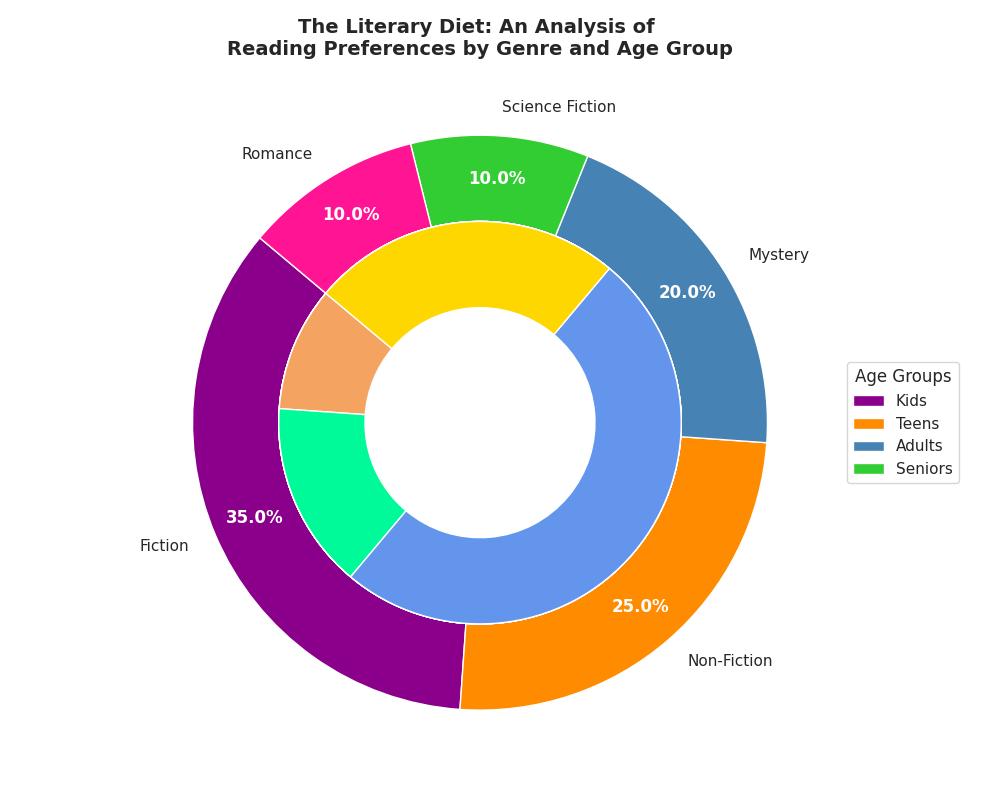 The Literary Diet: An Analysis of
Reading Preferences by Genre and Age Group
Science Fiction
Romance
10.0%
10.0%
Mystery
20.0%
Age Groups
Kids
Teens
Adults
Seniors
35.0%
Fiction
25.0%
Non-Fiction